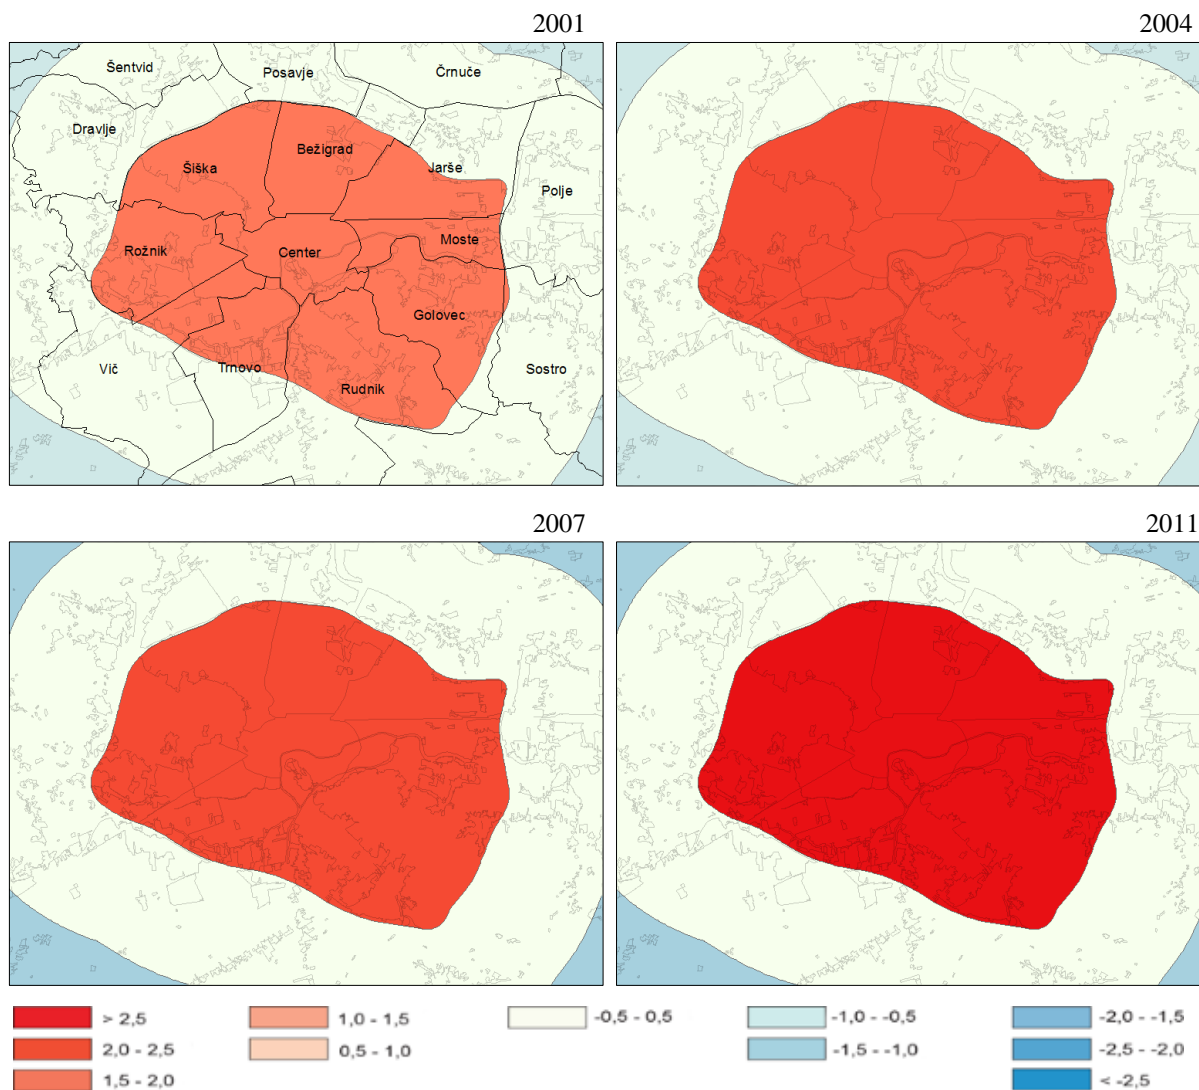 2001
2004
Šentvid
Posavje
Črnuče
Dravlje
Bežigrad
Šiška
Jarše
Polje
Rožnik
Center
Moste
Golovec
Vič
Trnovo
Rudnik
Sostro
2007
2011
> 2,5
1,0 - 1,5
-0,5 - 0,5
-1,0 - -0,5
-2,0 - -1,5
2,0 - 2,5
0,5 - 1,0
-1,5 - -1,0
-2,5 - -2,0
1,5 - 2,0
< -2,5